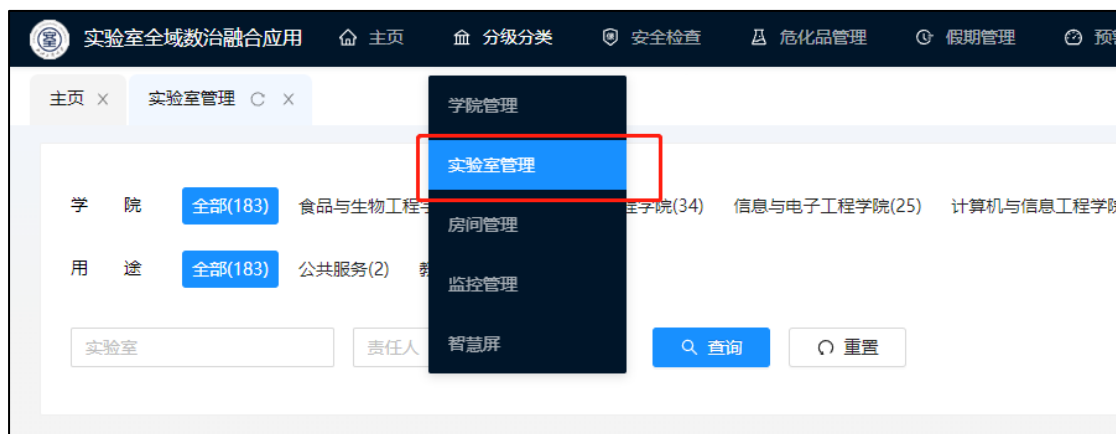 实验室全域数治融合应用 主页 分级分类 安全检查 危化品管理 假期管理
主页 实验室管理
学院管理
实验室管理
学 院 全部(183) 食品与生物工程 程学院(34) 信息与电子工程学院(25) 计算机与信息工程学院
房间管理
用 途 全部(183) 公共服务(2)
监控管理
实验室 责任人 智慧屏 查询 重置